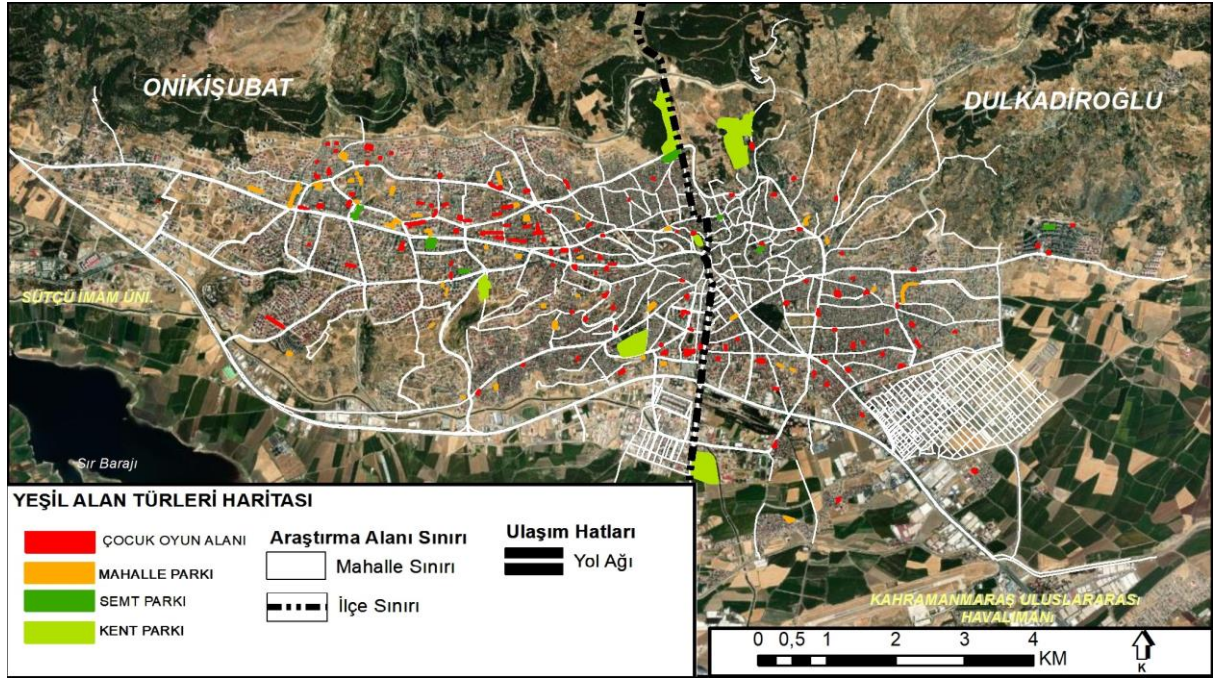 ONİKİŞUBAT
DULKADİROĞLU
SÜTÇÜ İMAM ÜNİ.
Sır Barajı
YEŞİL ALAN TÜRLERİ HARİTASI
ÇOCUK OYUN ALANI
MAHALLE PARKI
SEMT PARKI
KENT PARKI
Araştırma Alanı Sınırı
Mahalle Sınırı
İlçe Sınırı
Ulaşım Hatları
Yol Ağı
KAHRAMANMARAŞ ULUSLARARASI
HAVALİMANI
0 0,5 1 2 3 4
KM
K